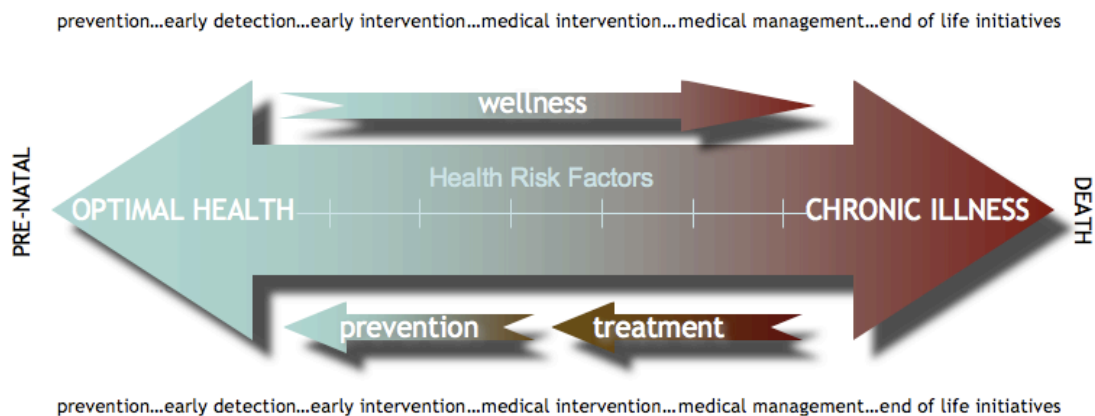 prevention…early detection…early intervention…medical intervention…medical management…end of life initiatives
wellness
Health Risk Factors
PRE-NATAL
OPTIMAL HEALTH
CHRONIC ILLNESS
DEATH
prevention
treatment
prevention…early detection…early intervention…medical intervention…medical management…end of life initiatives